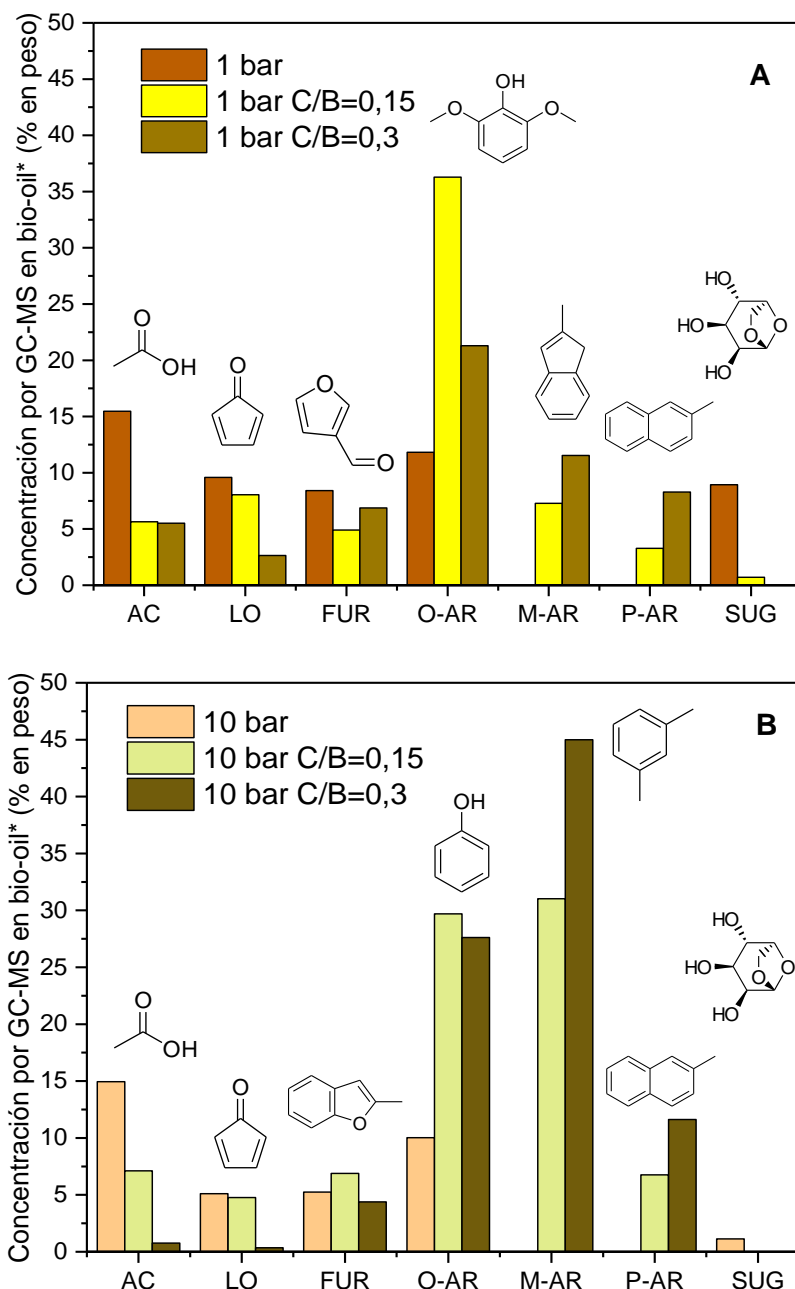 Concentración por GC-MS en bio-oil* (% en peso)
50
45
40
35
30
25
20
15
10
5
0
1 bar
1 bar C/B=0,15
1 bar C/B=0,3
A
OH
O
O
O
OH
O
O
O
HO
HO
O
O
HO
AC LO FUR O-AR M-AR P-AR SUG
Concentración por GC-MS en bio-oil* (% en peso)
50
45
40
35
30
25
20
15
10
5
0
10 bar
10 bar C/B=0,15
10 bar C/B=0,3
B
OH
O
OH
O
O
HO
HO
O
O
HO
AC LO FUR O-AR M-AR P-AR SUG